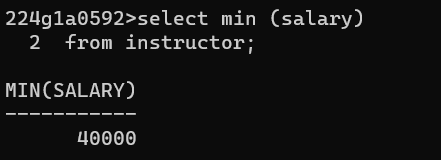 224g1a0592>select min (salary)
  2  from instructor;

MIN(SALARY)
-----------
      40000